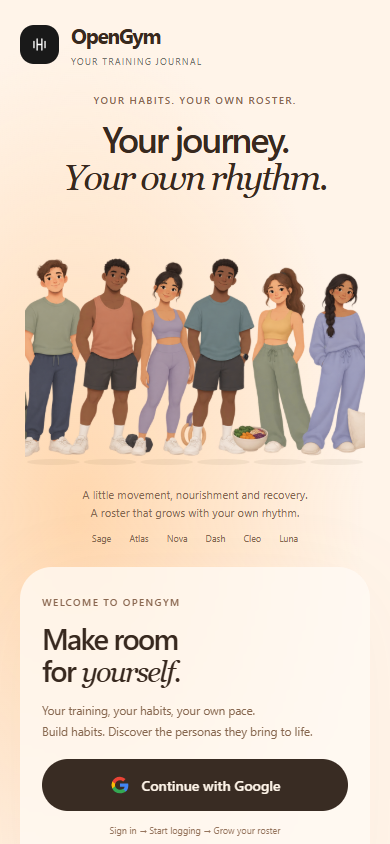 OpenGym
YOUR TRAINING JOURNAL
YOUR HABITS. YOUR OWN ROSTER.
Your journey.
Your own rhythm.
A little movement, nourishment and recovery.
A roster that grows with your own rhythm.
Sage Atlas Nova Dash Cleo Luna
WELCOME TO OPENGYM
Make room
for yourself.
Your training, your habits, your own pace.
Build habits. Discover the personas they bring to life.
Continue with Google
Sign in → Start logging → Grow your roster